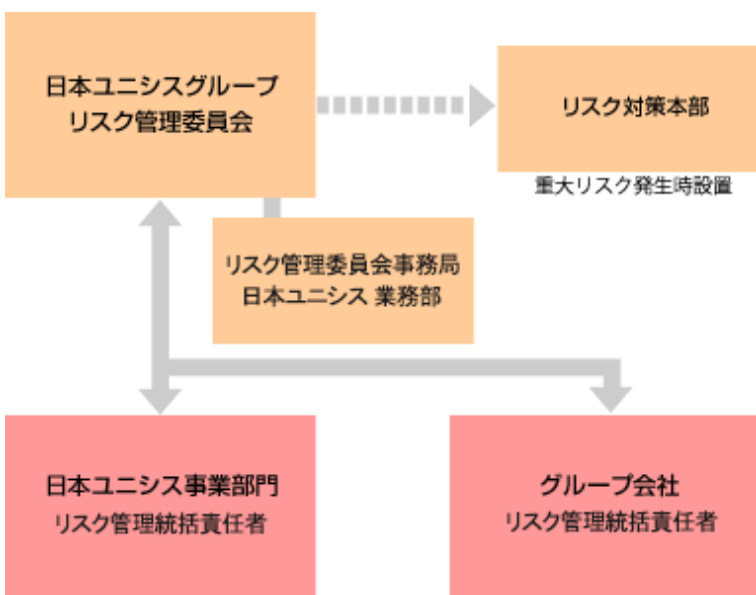 日本ユニシスグループ
リスク管理委員会
リスク対策本部
重大リスク発生時設置
リスク管理委員会事務局
日本ユニシス 業務部
日本ユニシス事業部門
リスク管理統括責任者
グループ会社
リスク管理統括責任者